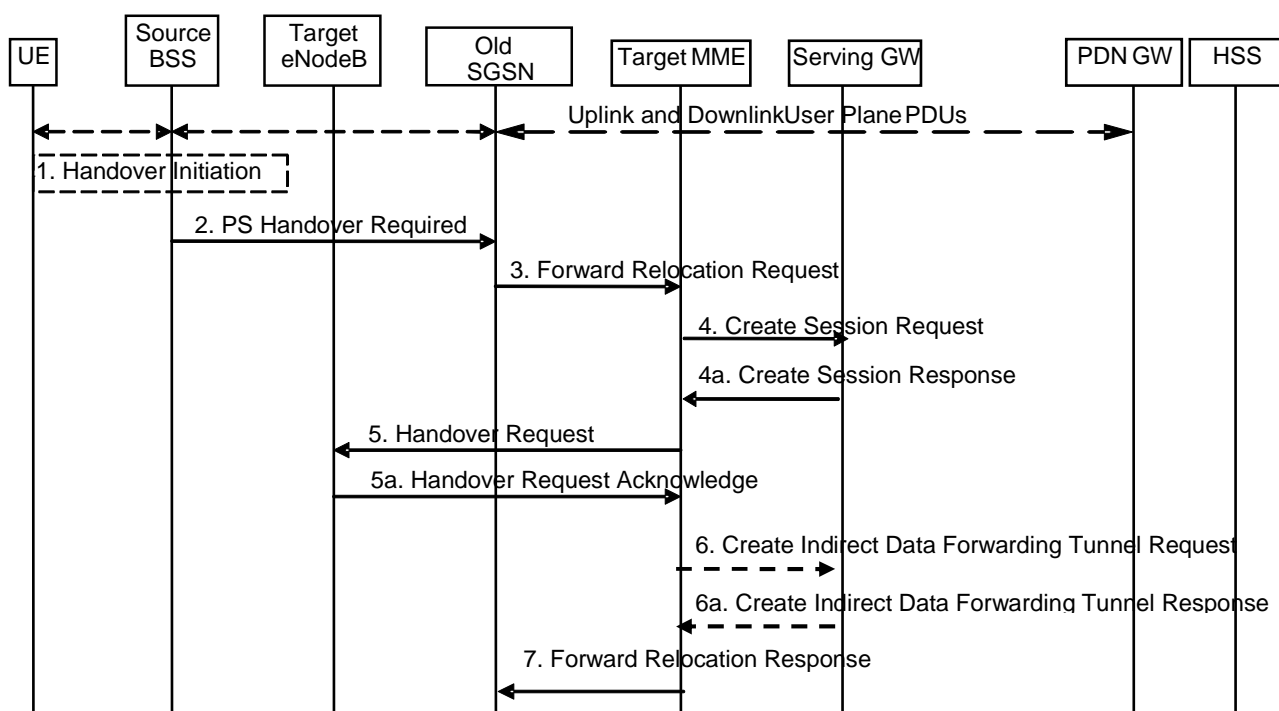 UE
Source
BSS
Target
eNodeB
Old
SGSN
Target MME
Serving GW
PDN GW
HSS
Uplink and DownlinkUser Plane PDUs
1. Handover Initiation
2. PS Handover Required
3. Forward Relocation Request
4. Create Session Request
4a. Create Session Response
5. Handover Request
5a. Handover Request Acknowledge
6. Create Indirect Data Forwarding Tunnel Request
6a. Create Indirect Data Forwarding Tunnel Response
7. Forward Relocation Response